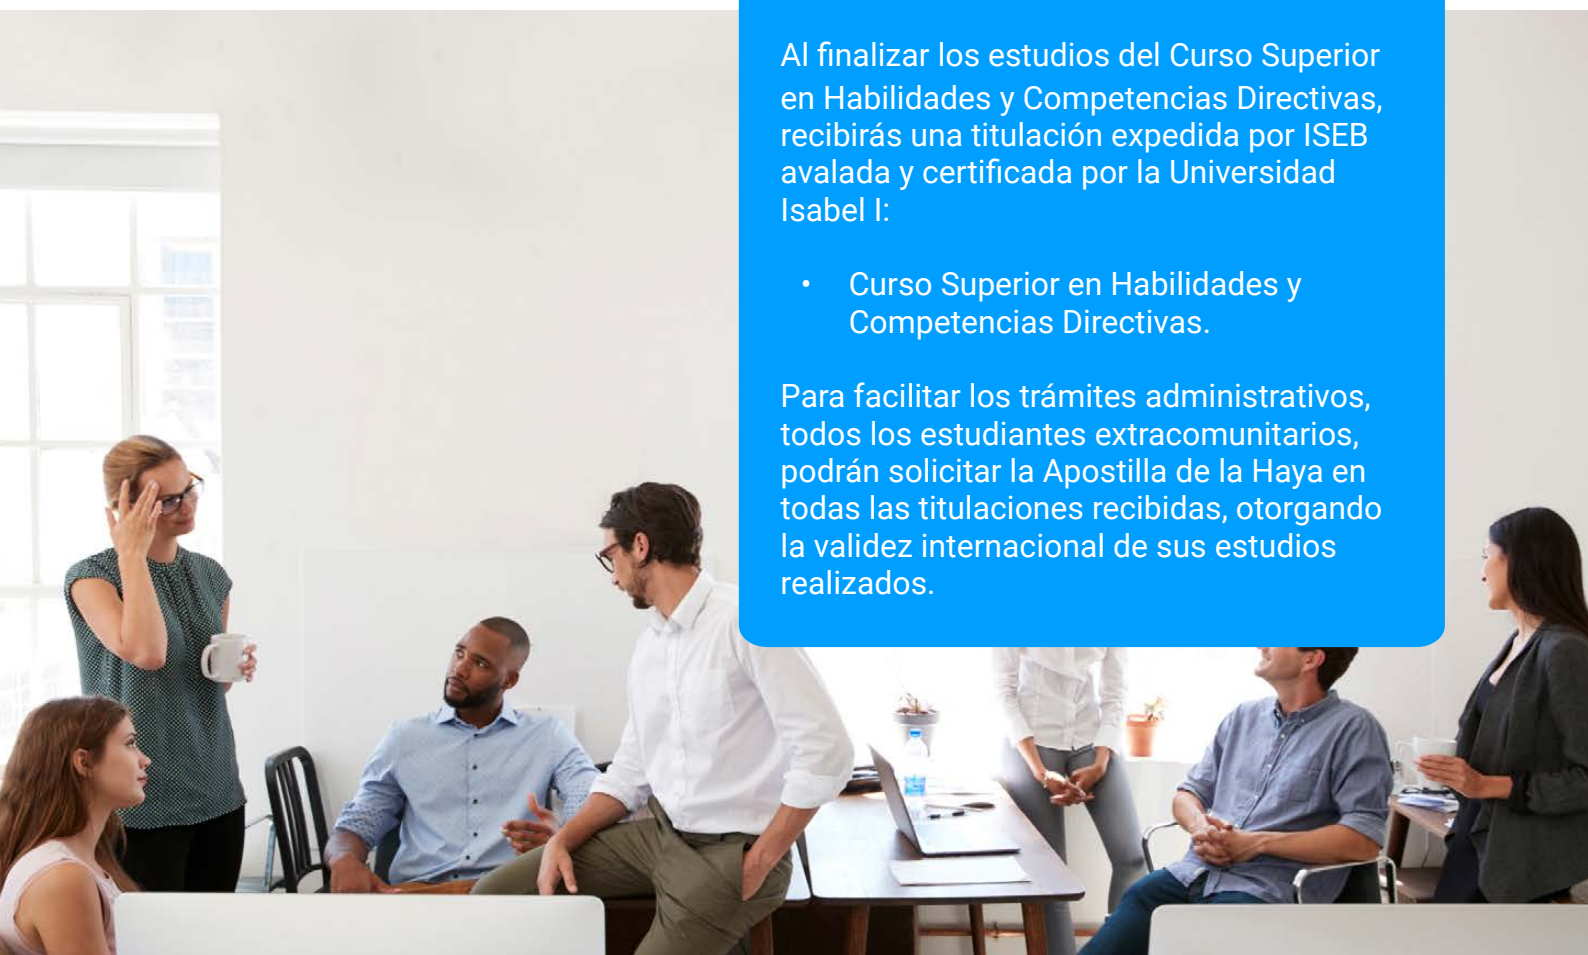 Al finalizar los estudios del Curso Superior
en Habilidades y Competencias Directivas,
recibirás una titulación expedida por ISEB
avalada y certificada por la Universidad
Isabel I:
• Curso Superior en Habilidades y
Competencias Directivas.
Para facilitar los trámites administrativos,
todos los estudiantes extracomunitarios,
podrán solicitar la Apostilla de la Haya en
todas las titulaciones recibidas, otorgando
la validez internacional de sus estudios
realizados.